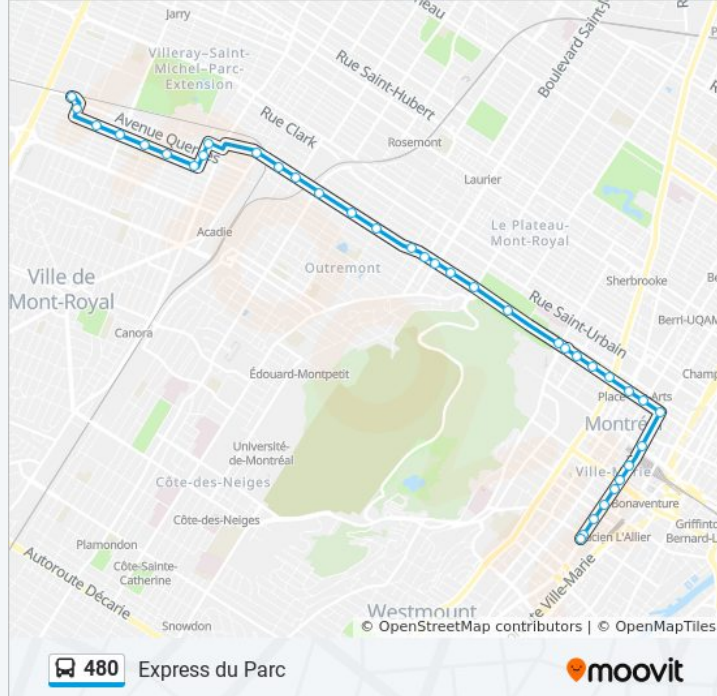 Jarry
Boulevard Saint-J
Villeray–Saint-
Michel–Parc-
Extension
Rue Saint-Hubert
Rue Clark
Avenue Querbes
Rosemont
Laurier
Acadie
Le Plateau-
Mont-Royal
Outremont
Ville de
Mont-Royal
Sherbrooke
Rue Saint-Urbain
Canora
Berri-UQAM
Édouard-Montpetit
Champ
Place des Arts
Montréal
Université-
de-Montréal
Ville-Marie
Côte-des-Neiges
Bonaventure
Côte-des-Neiges
Griffinto
Lucien L'Allier
Bernard-L
Plamondon
Côte-Sainte-
Catherine
Autoroute Décarie
Ville-Marie
Snowdon
Westmount
© OpenStreetMap contributors | © OpenMapTiles
480 Express du Parc
moovit